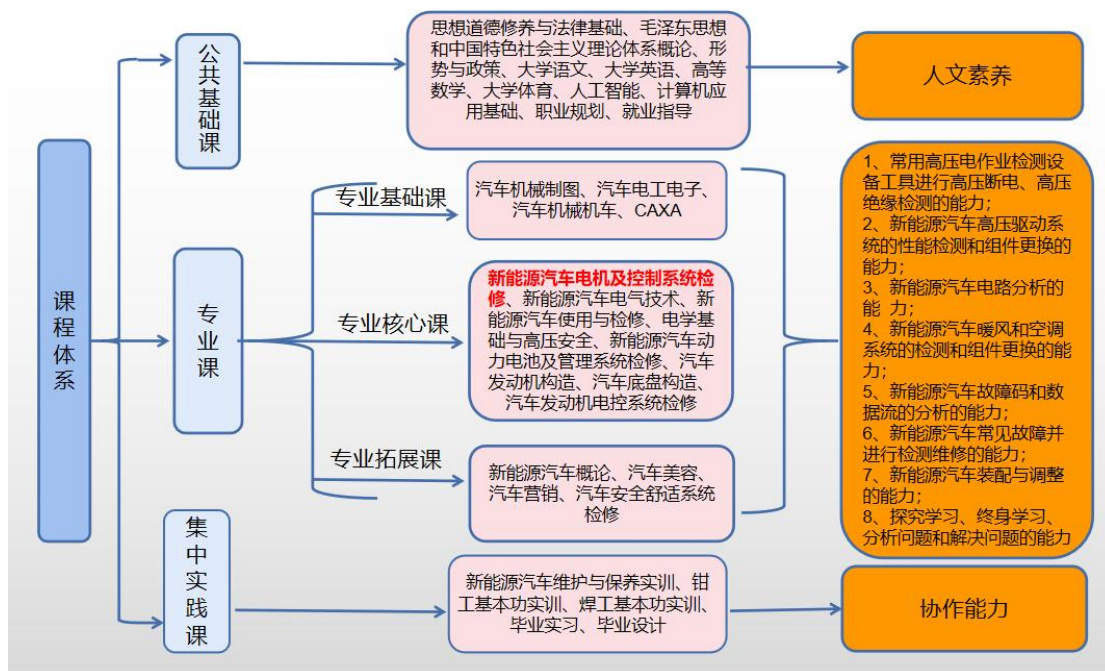 课程体系
公共基础课
思想道德修养与法律基础、毛泽东思想
和中国特色社会主义理论体系概论、形
势与政策、大学语文、大学英语、高等
数学、大学体育、人工智能、计算机应
用基础、职业规划、就业指导
人文素养
专业课
专业基础课
汽车机械制图、汽车电工电子、
汽车机械机车、CAXA
专业核心课
新能源汽车电机及控制系统检
修、新能源汽车电气技术、新
能源汽车使用与检修、电学基
础与高压安全、新能源汽车动
力电池及管理系统检修、汽车
发动机构造、汽车底盘构造、
汽车发动机电控系统检修
专业拓展课
新能源汽车概论、汽车美容、
汽车营销、汽车安全舒适系统
检修
1、常用高压电作业检测设
备工具进行高压断电、高压
绝缘检测的能力；
2、新能源汽车高压驱动系
统的性能检测和组件更换的
能力；
3、新能源汽车电路分析的
能 力；
4、新能源汽车暖风和空调
系统的检测和组件更换的能
力；
5、新能源汽车故障码和数
据流的分析的能力；
6、新能源汽车常见故障并
进行检测维修的能力；
7、新能源汽车装配与调整
的能力；
8、探究学习、终身学习、
分析问题和解决问题的能力
集中实践课
新能源汽车维护与保养实训、钳
工基本功实训、焊工基本功实训、
毕业实习、毕业设计
协作能力